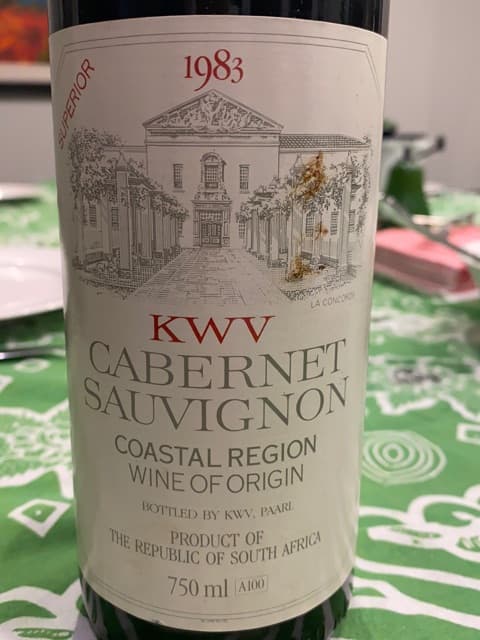 1983
SUPERIOR
LA CONCORDE
KWV
CABERNET
SAUVIGNON
COASTAL REGION
WINE OF ORIGIN
BOTTLED BY KWV, PAARL
PRODUCT OF
THE REPUBLIC OF SOUTH AFRICA
750 ml A100